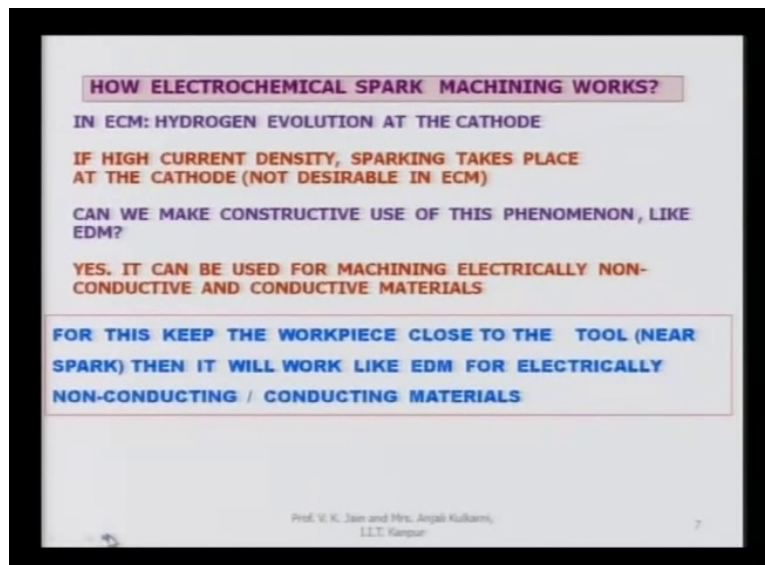 HOW ELECTROCHEMICAL SPARK MACHINING WORKS?
IN ECM: HYDROGEN EVOLUTION AT THE CATHODE
IF HIGH CURRENT DENSITY, SPARKING TAKES PLACE
AT THE CATHODE (NOT DESIRABLE IN ECM)
CAN WE MAKE CONSTRUCTIVE USE OF THIS PHENOMENON, LIKE
EDM?
YES. IT CAN BE USED FOR MACHINING ELECTRICALLY NON-
CONDUCTIVE AND CONDUCTIVE MATERIALS
FOR THIS KEEP THE WORKPIECE CLOSE TO THE TOOL (NEAR
SPARK) THEN IT WILL WORK LIKE EDM FOR ELECTRICALLY
NON-CONDUCTING / CONDUCTING MATERIALS
Prof. V. K. Jain and Mrs. Anjali Kulkarni,
I.I.T. Kanpur
7